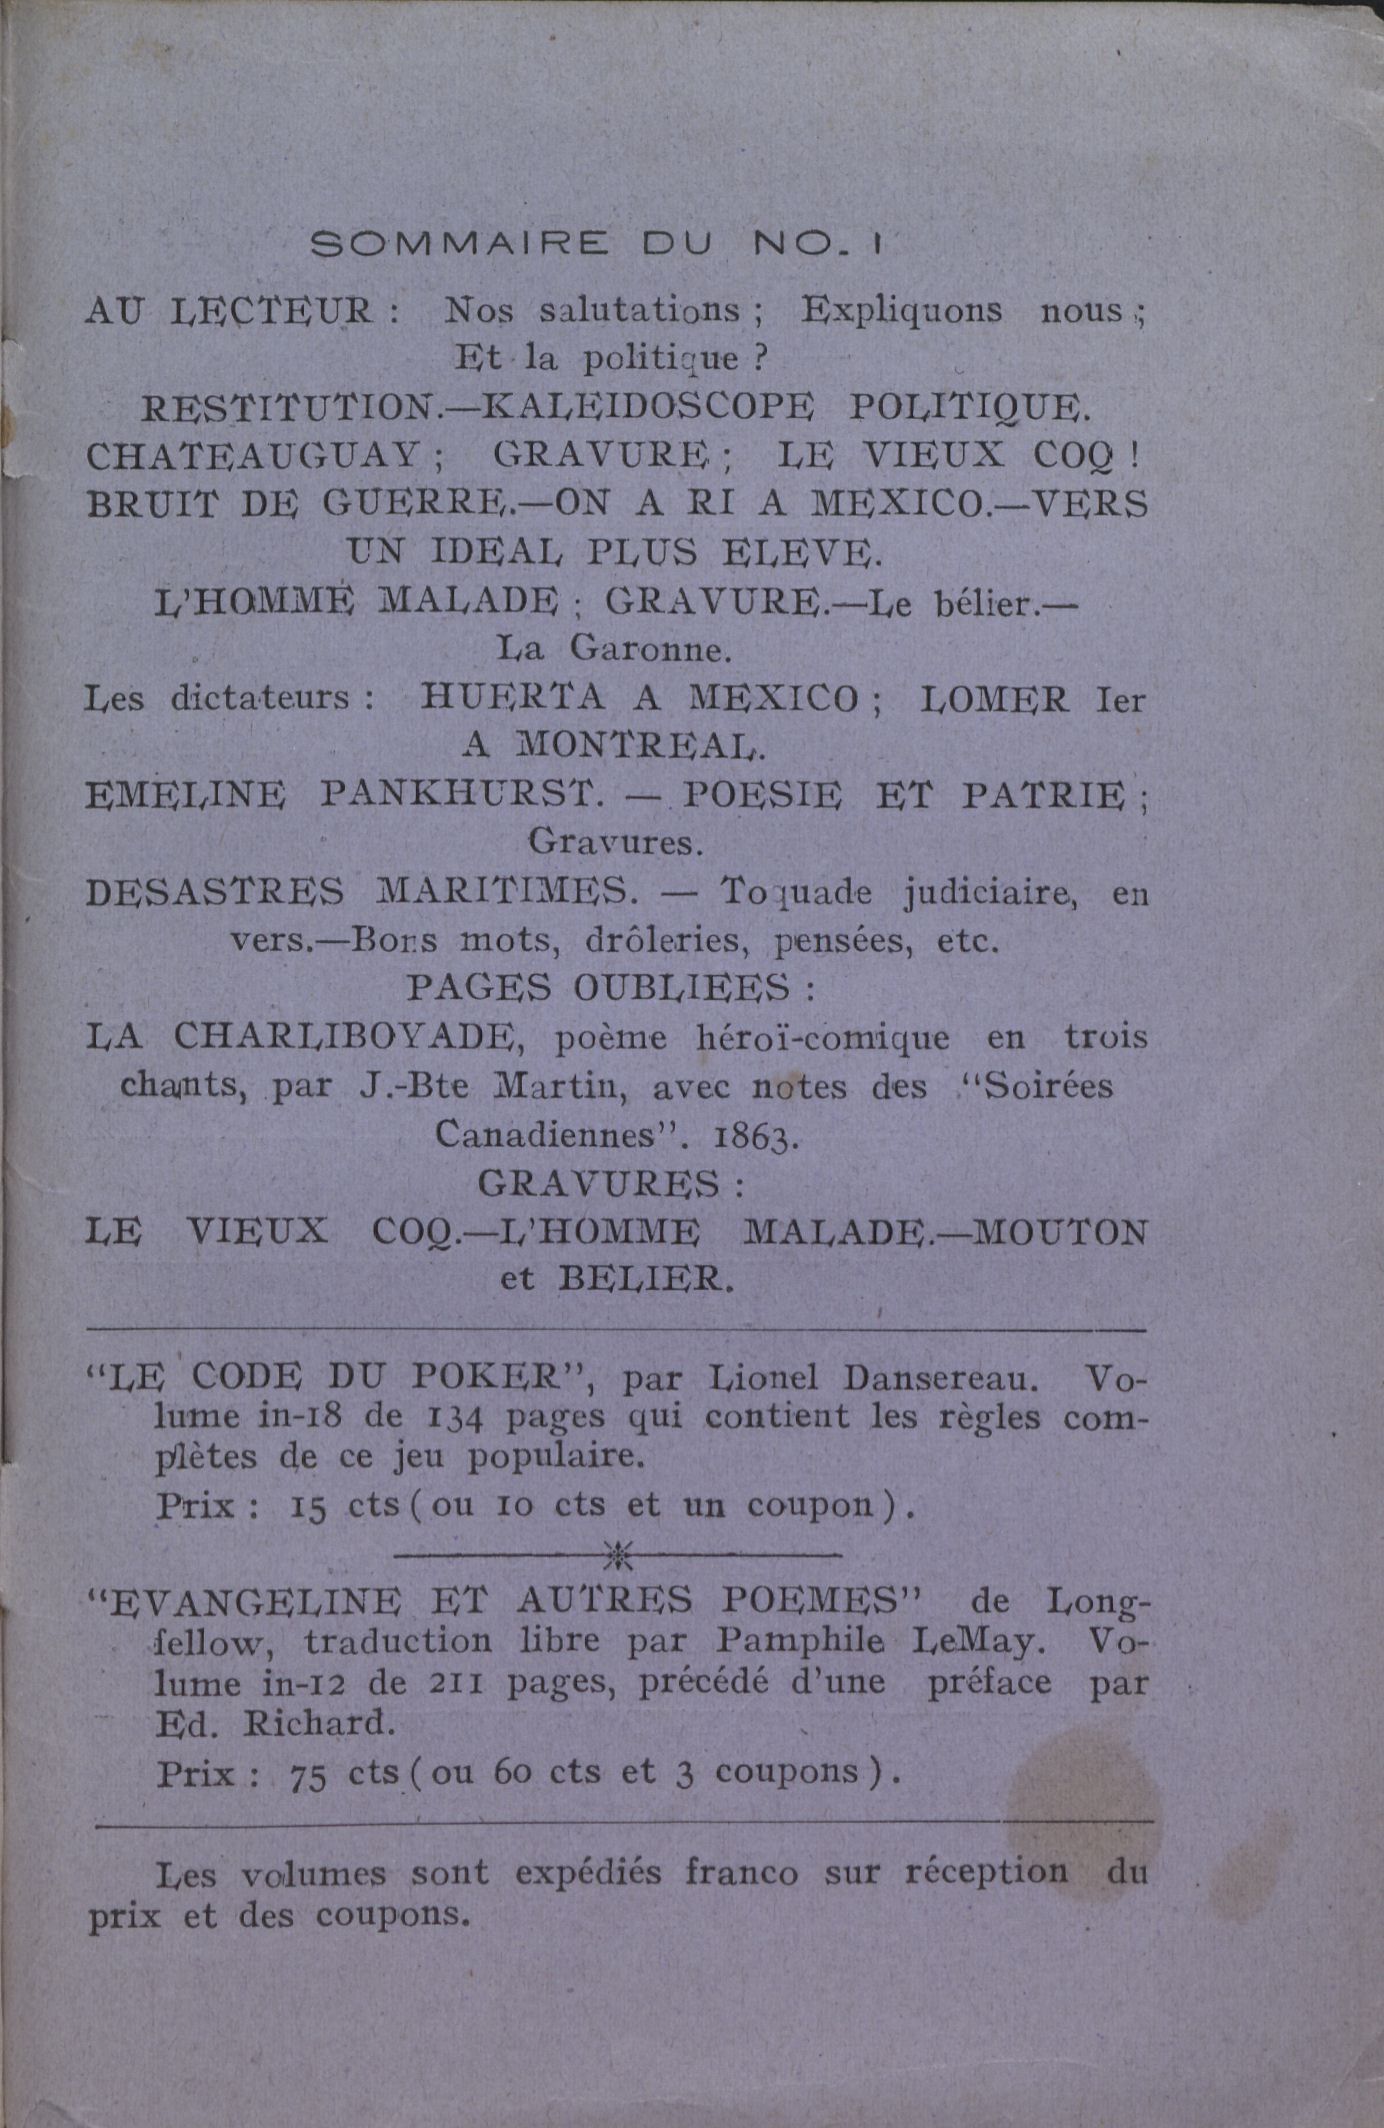 SOMMAIRE DU NO. 1
AU LECTEUR : Nos salutations ; Expliquons nous ;
Et la politique ?
RESTITUTION.—KALEIDOSCOPE POLITIQUE.
CHATEAUGUAY ; GRAVURE ; LE VIEUX COQ !
BRUIT DE GUERRE.—ON A RI A MEXICO.—VERS
UN IDEAL PLUS ELEVE.
L'HOMME MALADE ; GRAVURE.—Le bélier.—
La Garonne.
Les dictateurs : HUERTA A MEXICO ; LOMER Ier
A MONTREAL.
EMELINE PANKHURST. — POESIE ET PATRIE ;
Gravures.
DESASTRES MARITIMES. — Toquade judiciaire, en
vers.—Bons mots, drôleries, pensées, etc.
PAGES OUBLIEES :
LA CHARLIBOYADE, poème héroï-comique en trois
chants, par J.-Bte Martin, avec notes des "Soirées
Canadiennes". 1863.
GRAVURES :
LE VIEUX COQ.—L'HOMME MALADE.—MOUTON
et BELIER.
"LE CODE DU POKER", par Lionel Dansereau. Vo-
lume in-18 de 134 pages qui contient les règles com-
plètes de ce jeu populaire.
Prix : 15 cts ( ou 10 cts et un coupon ) .
"EVANGELINE ET AUTRES POEMES" de Long-
fellow, traduction libre par Pamphile LeMay. Vo-
lume in-12 de 211 pages, précédé d'une préface par
Ed. Richard.
Prix : 75 cts ( ou 60 cts et 3 coupons ) .
Les volumes sont expédiés franco sur réception du
prix et des coupons.